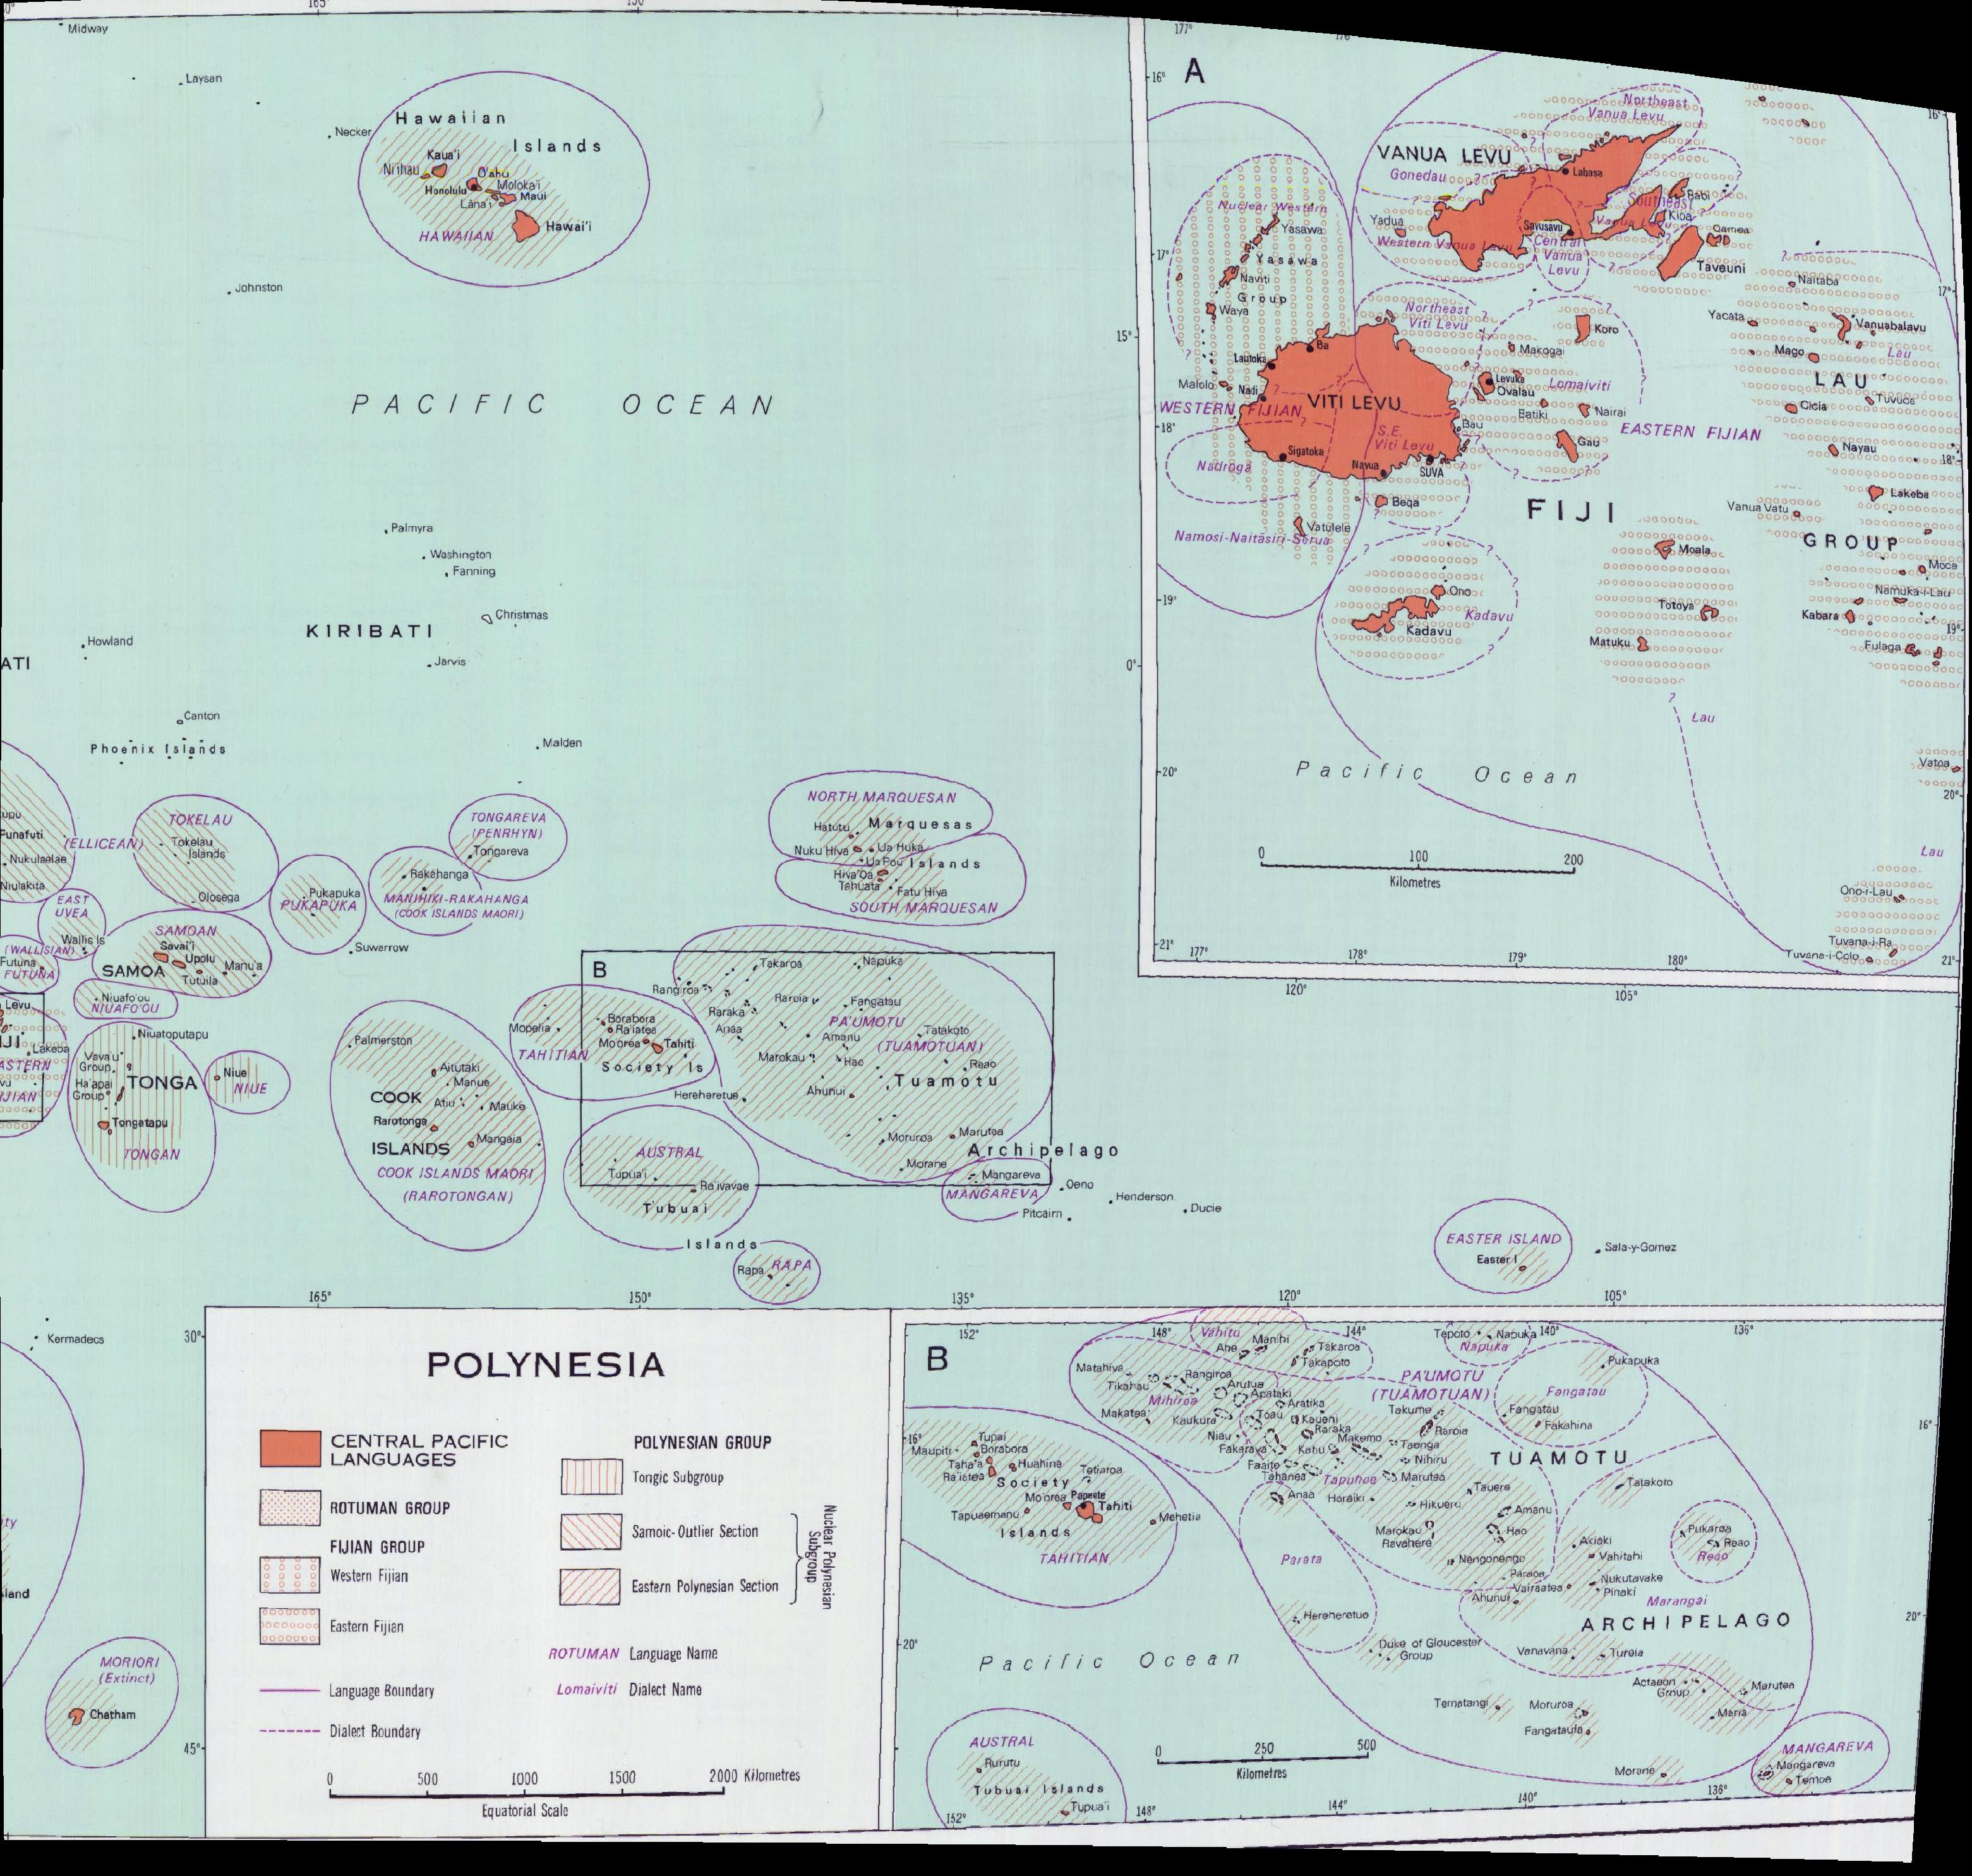 165°
150
Midway
Laysan
Necker
Hawaiian
Islands
Kaua'i
Ni'ihau
O'ahu
Honolulu
Moloka'i
Maui
Lāna'i
Hawai'i
HAWAIIAN
Johnston
PACIFIC OCEAN
Palmyra
Washington
Fanning
Christmas
KIRIBATI
Howland
ATI
Jarvis
Canton
Phoenix Islands
Malden
15°
0°
upu
Funafuti
(ELLICEAN)
Nukulaelae
Niulakita
TOKELAU
Tokelau
Islands
Olosega
TONGAREVA
(PENRHYN)
Tongareva
Rakahanga
MANIHIKI-RAKAHANGA
(COOK ISLANDS MAORI)
Pukapuka
PUKAPUKA
Suwarrow
EAST
UVEA
Wallis Is
(WALLISIAN)
Futuna
FUTUNA
SAMOAN
Savai'i
Upolu
SAMOA
Manu'a
Tutuila
Niuafo'ou
NIUAFO'OU
Levu
JI
Lakeba
ASTERN
vu
IJIAN
Niuatoputapu
Vava'u
Group
Ha'apai
Group
TONGA
Tongatapu
TONGAN
Niue
NIUE
Palmerston
Aitutaki
Manue
COOK
Atiu
Mauke
Rarotonga
ISLANDS
Mangaia
COOK ISLANDS MAORI
(RAROTONGAN)
NORTH MARQUESAN
Hatutu
Marquesas
Nuku Hiva
Ua Huka
Ua Pou
Islands
Hiva Oa
Tahuata
Fatu Hiva
SOUTH MARQUESAN
B
Takaroa
Napuka
Rangiroa
Raroia
Fangatau
Raraka
Anaa
PA'UMOTU
Tatakoto
Amanu
(TUAMOTUAN)
Marokau
Hao
Reao
Tuamotu
Ahunui
Hereheretue
Moruroa
Marutea
Archipelago
Morane
Mangareva
MANGAREVA
Oeno
Henderson
Pitcairn
Ducie
Mopelia
Borabora
Ra'iatea
Mo'orea
Tahiti
TAHITIAN
Society Is
AUSTRAL
Tupua'i
Ra'ivavae
Tubuai
Islands
Rapa
RAPA
EASTER ISLAND
Easter I
Sala-y-Gomez
120°
105°
165°
150°
135°
120°
105°
A
177°
16°
Northeast
Vanua Levu
VANUA LEVU
Gonedau
Labasa
Rabi
Southeast
Vanua Levu
Kioa
Yadua
Savusavu
Qamea
Western Vanua Levu
Central
Vanua
Levu
Taveuni
Nuclear Western
Yasawa
Yasawa
Naviti
Group
Waya
17°
17°
Naitaba
Northeast
Viti Levu
Koro
Yacata
Vanuabalavu
Makogai
Mago
Lau
Ba
Lautoka
Levuka
Ovalau
Lomaiviti
LAU
Malolo
Nadi
VITI LEVU
Batiki
Nairai
Cicia
Tuvuca
WESTERN FIJIAN
EASTERN FIJIAN
S.E.
Viti Levu
Bau
Gau
Nayau
18°
18°
Nadroga
Sigatoka
Navua
SUVA
Beqa
FIJI
Vanua Vatu
Lakeba
Vatulele
Namosi-Naitāsiri-Serua
GROUP
Moala
Moce
Ono
Kadavu
Kadavu
Totoya
Namuka-i-Lau
Kabara
19°
19°
Matuku
Fulaga
Lau
Pacific Ocean
20°
20°
Vatoa
0 100 200
Kilometres
Lau
Ono-i-Lau
Tuvana-i-Ra
Tuvana-i-Colo
21°
21°
177°
178°
179°
180°
Kermadecs
30°
ity
land
45°
MORIORI
(Extinct)
Chatham
POLYNESIA
CENTRAL PACIFIC
LANGUAGES
ROTUMAN GROUP
FIJIAN GROUP
Western Fijian
Eastern Fijian
Language Boundary
Dialect Boundary
POLYNESIAN GROUP
Tongic Subgroup
Samoic-Outlier Section
Eastern Polynesian Section
Nuclear Polynesian
Subgroup
ROTUMAN Language Name
Lomaiviti Dialect Name
0 500 1000 1500 2000 Kilometres
Equatorial Scale
B
152°
148°
144°
140°
136°
Vahitu
Manihi
Ahe
Takaroa
Takapoto
Tepoto
Napuka
Napuka
Matahiva
Rangiroa
Tikahau
Mihiroa
Arutua
Apataki
PA'UMOTU
(TUAMOTUAN)
Pukapuka
Fangatau
Makatea
Kaukura
Toau
Aratika
Kaueni
Takume
Fangatau
Fakahina
Niau
Raraka
Raroia
Fakarava
Katiu
Makemo
Taenga
TUAMOTU
Faaite
Tahanea
Tapuhoe
Nihiru
Marutea
Tatakoto
Anaa
Haraiki
Tauere
Hikueru
Amanu
Marokau
Ravahere
Hao
Pukaroa
Reao
Reao
Parata
Nengonengo
Akiaki
Vahitahi
Paraoa
Vairaatea
Nukutavake
Pinaki
Ahunui
Marangai
Hereheretue
ARCHIPELAGO
Duke of Gloucester
Group
Vanavana
Tureia
Actaeon
Group
Marutea
Tematangi
Moruroa
Maria
Fangataufa
Morane
MANGAREVA
Mangareva
Temoe
16°
16°
Tupai
Maupiti
Borabora
Taha'a
Huahine
Ra'iatea
Society
Tetiaroa
Mo'orea
Papeete
Tahiti
Tapuaemanu
Islands
Mehetia
TAHITIAN
20°
20°
Pacific Ocean
0 250 500
Kilometres
AUSTRAL
Rurutu
Tubuai Islands
Tupua'i
152°
148°
144°
140°
136°